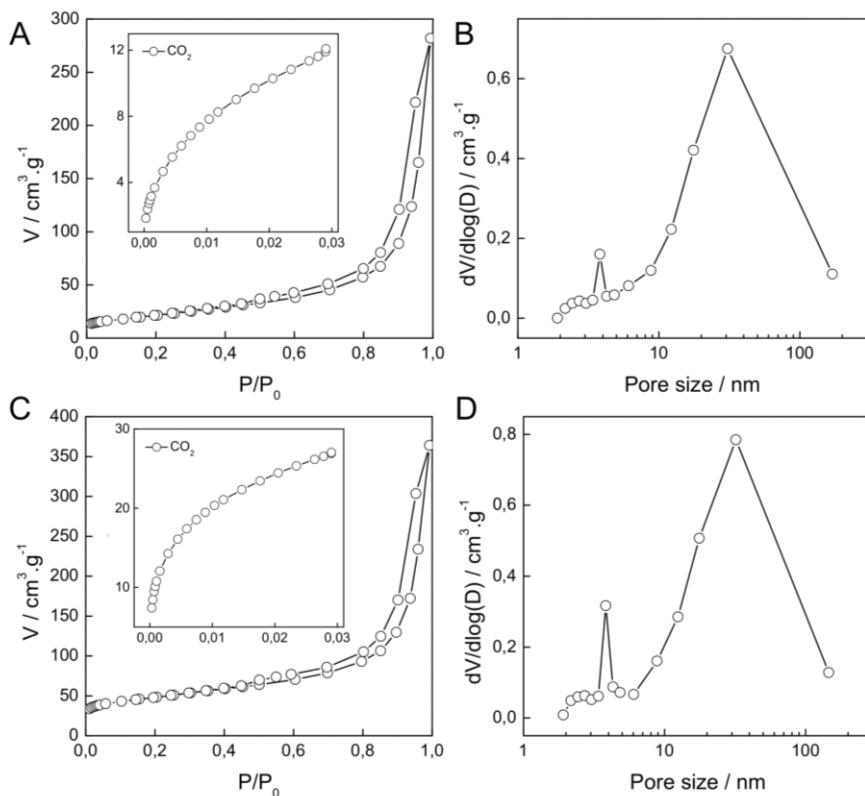 A
300
250
200
150
100
50
0
V / cm³.g⁻¹
0,0 0,2 0,4 0,6 0,8 1,0
P/P₀
12
8
4
CO₂
0,00 0,01 0,02 0,03
B
0,6
0,4
0,2
0,0
dV/dlog(D) / cm³.g⁻¹
1 10 100
Pore size / nm
C
400
350
300
250
200
150
100
50
0
V / cm³.g⁻¹
0,0 0,2 0,4 0,6 0,8 1,0
P/P₀
30
20
10
CO₂
0,00 0,01 0,02 0,03
D
0,8
0,6
0,4
0,2
0,0
dV/dlog(D) / cm³.g⁻¹
1 10 100
Pore size / nm